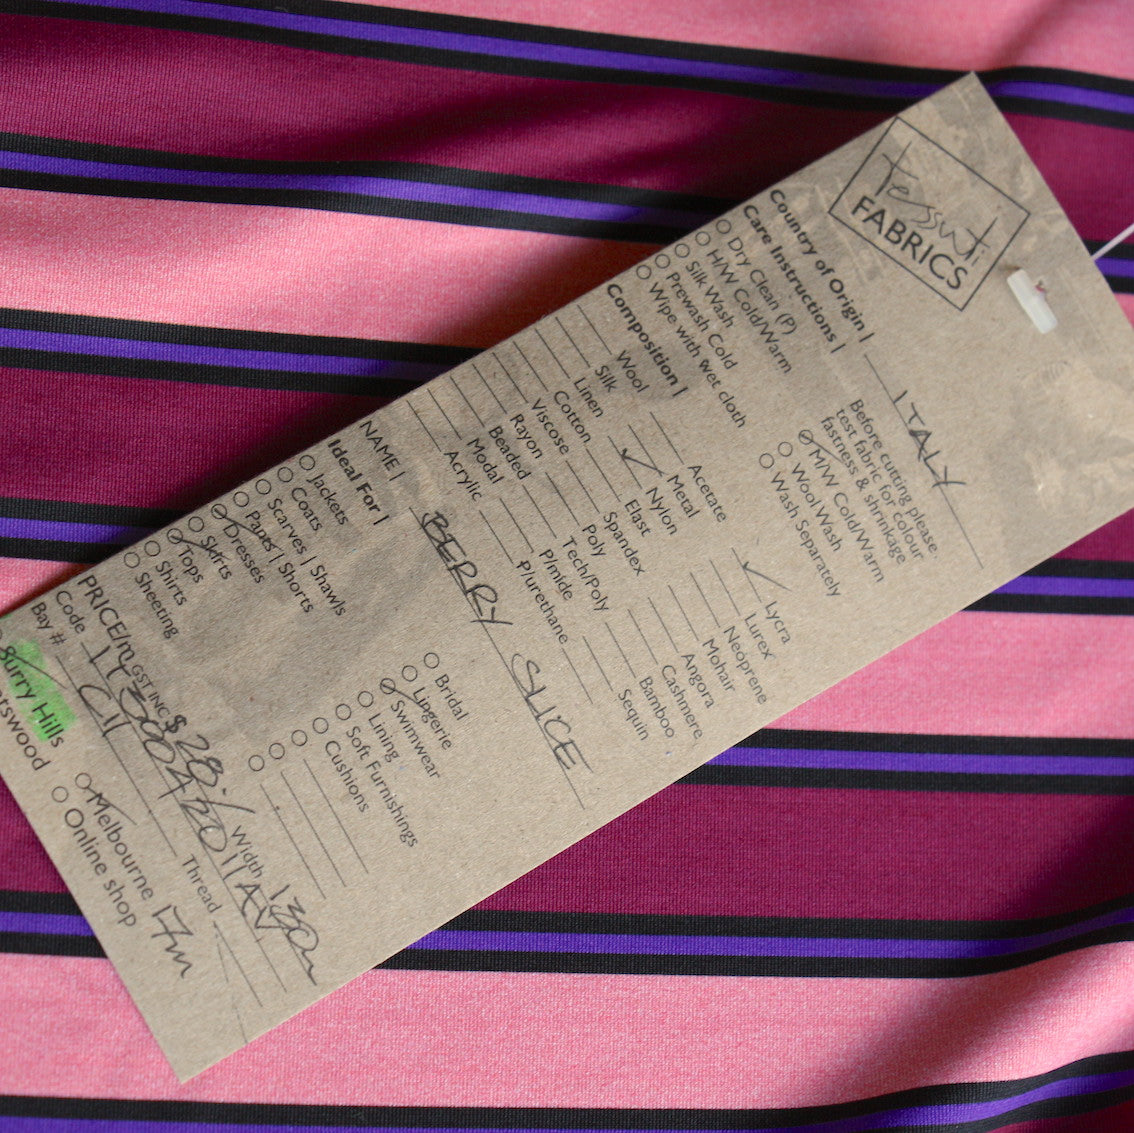 Tessuti
FABRICS
Country of Origin | ITALY
Care Instructions |
Dry Clean (P)
H/W Cold/Warm
Silk Wash
Prewash Cold
Wipe with wet cloth
Before cutting please
test fabric for colour
fastness & shrinkage
M/W Cold/Warm
Wool Wash
Wash Separately
Composition |
Wool
Silk
Linen
Cotton
Viscose
Rayon
Beaded
Modal
Acrylic
Acetate
Metal
Nylon
Elast
Spandex
Poly
Tech/Poly
P/mide
P/urethane
Lycra
Lurex
Neoprene
Mohair
Angora
Cashmere
Bamboo
Sequin
NAME | BERRY SLICE
Ideal For |
Jackets
Coats
Scarves | Shawls
Pants | Shorts
Dresses
Skirts
Tops
Shirts
Sheeting
Bridal
Lingerie
Swimwear
Lining
Soft Furnishings
Cushions
PRICE/m GST INC $ 28.- Width
Code
Bay # C11 Thread
Surry Hills
Melbourne 17m
Online shop